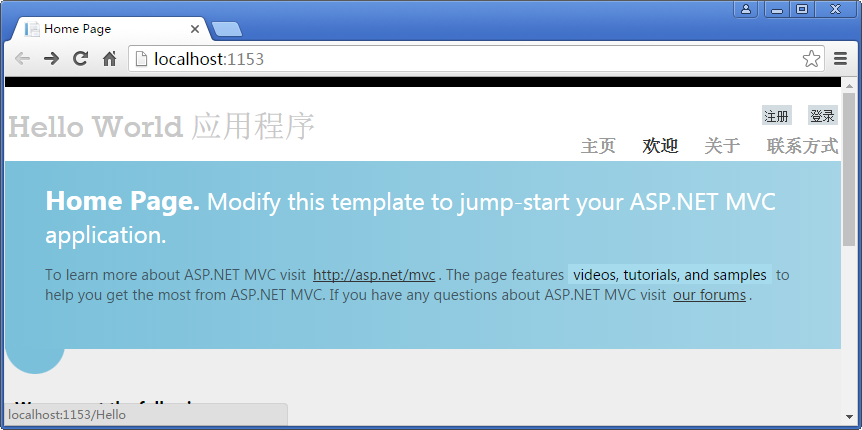 Home Page
localhost:1153
Hello World 应用程序
注册 登录
主页 欢迎 关于 联系方式
Home Page. Modify this template to jump-start your ASP.NET MVC
application.
To learn more about ASP.NET MVC visit http://asp.net/mvc. The page features videos, tutorials, and samples to
help you get the most from ASP.NET MVC. If you have any questions about ASP.NET MVC visit our forums.
localhost:1153/Hello